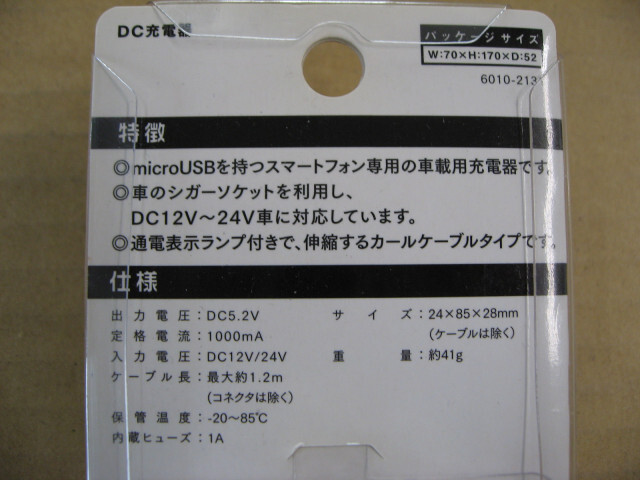 DC充電器
パッケージサイズ
W:70×H:170×D:52
6010-213
特徴
◎microUSBを持つスマートフォン専用の車載用充電器です。
◎車のシガーソケットを利用し、
DC12V～24V車に対応しています。
◎通電表示ランプ付きで、伸縮するカールケーブルタイプです。
仕様
出力電圧:DC5.2V
定格電流:1000mA
入力電圧:DC12V/24V
ケーブル長:最大約1.2m
(コネクタは除く)
保管温度:-20～85℃
内蔵ヒューズ:1A
サイズ:24×85×28mm
(ケーブルは除く)
重量:約41g